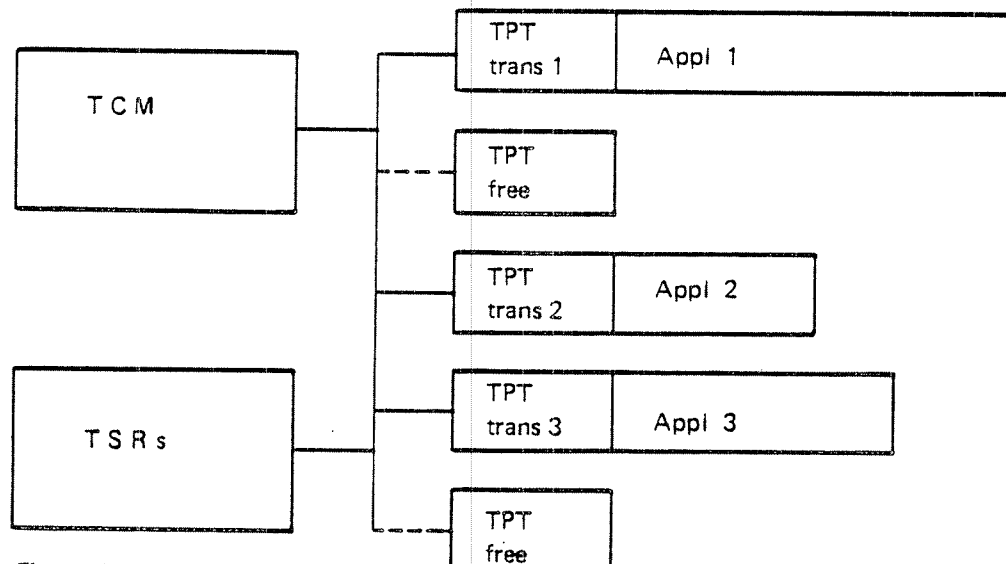 TPT
trans 1
Appl 1
TCM
TPT
free
TPT
trans 2
Appl 2
TPT
trans 3
Appl 3
TSRs
TPT
free